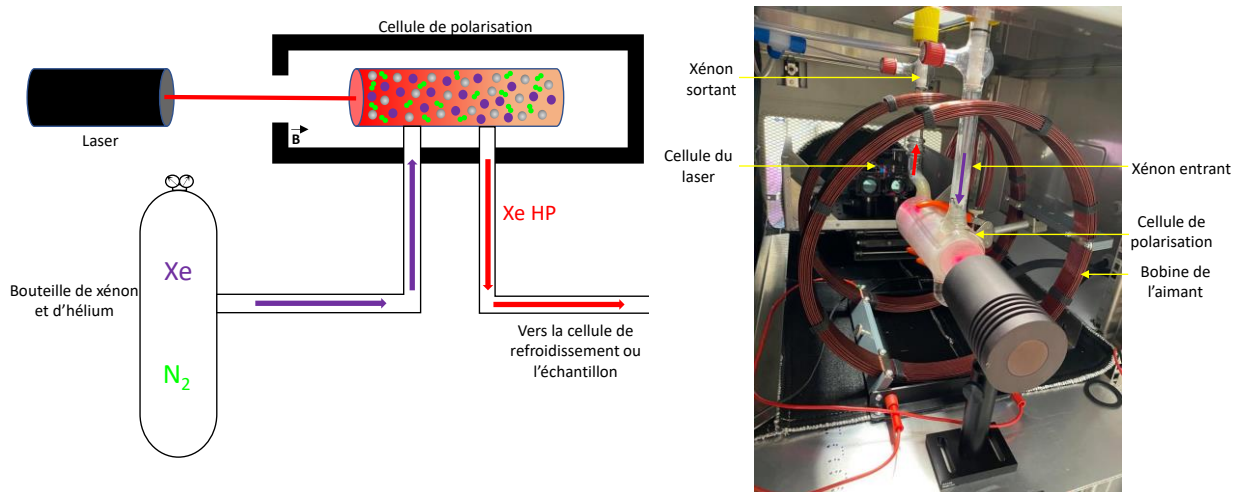 Cellule de polarisation
Laser
B
Xe HP
Xe
Bouteille de xénon
et d’hélium
N2
Vers la cellule de
refroidissement ou
l’échantillon
Xénon
sortant
Cellule du
laser
Xénon entrant
Cellule de
polarisation
Bobine de
l’aimant